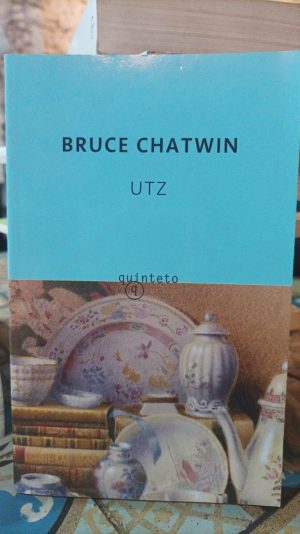 BRUCE CHATWIN
UTZ
quinteto
q